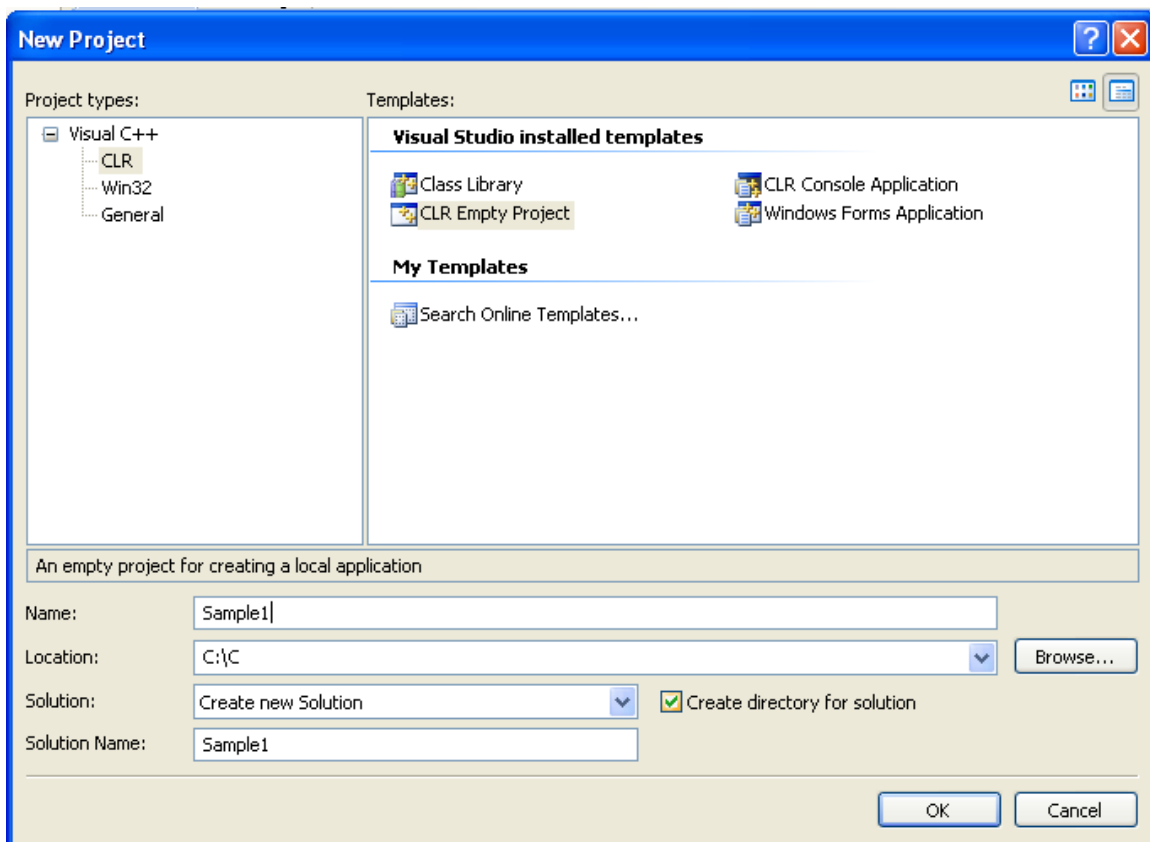 New Project
Project types:
Templates:
Visual C++
CLR
Win32
General
Visual Studio installed templates
Class Library
CLR Console Application
CLR Empty Project
Windows Forms Application
My Templates
Search Online Templates...
An empty project for creating a local application
Name:
Sample1
Location:
C:\C
Browse...
Solution:
Create new Solution
Create directory for solution
Solution Name:
Sample1
OK
Cancel